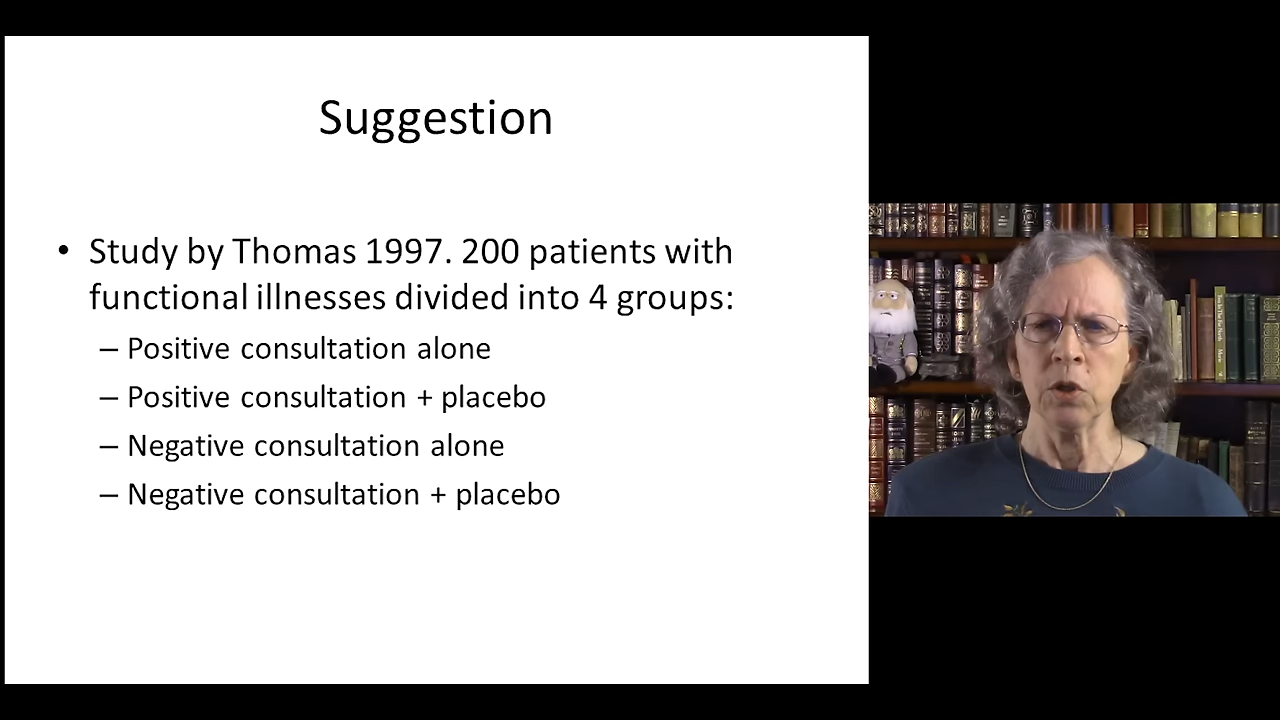 Suggestion
• Study by Thomas 1997. 200 patients with
functional illnesses divided into 4 groups:
– Positive consultation alone
– Positive consultation + placebo
– Negative consultation alone
– Negative consultation + placebo